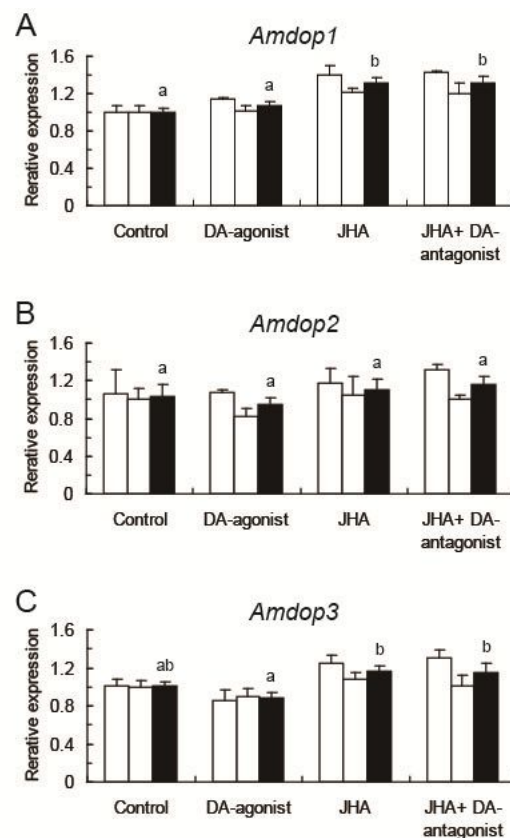 A
Amdop1
Rerative expression
1.6
1.2
0.8
0.4
0
a
a
b
b
Control
DA-agonist
JHA
JHA+ DA-
antagonist
B
Amdop2
Rerative expression
1.6
1.2
0.8
0.4
0
a
a
a
a
Control
DA-agonist
JHA
JHA+ DA-
antagonist
C
Amdop3
Rerative expression
1.6
1.2
0.8
0.4
0
ab
a
b
b
Control
DA-agonist
JHA
JHA+ DA-
antagonist